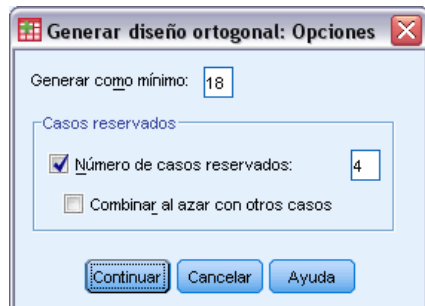 Generar diseño ortogonal: Opciones
Generar como mínimo: 18
Casos reservados
Número de casos reservados: 4
Combinar al azar con otros casos
Continuar Cancelar Ayuda